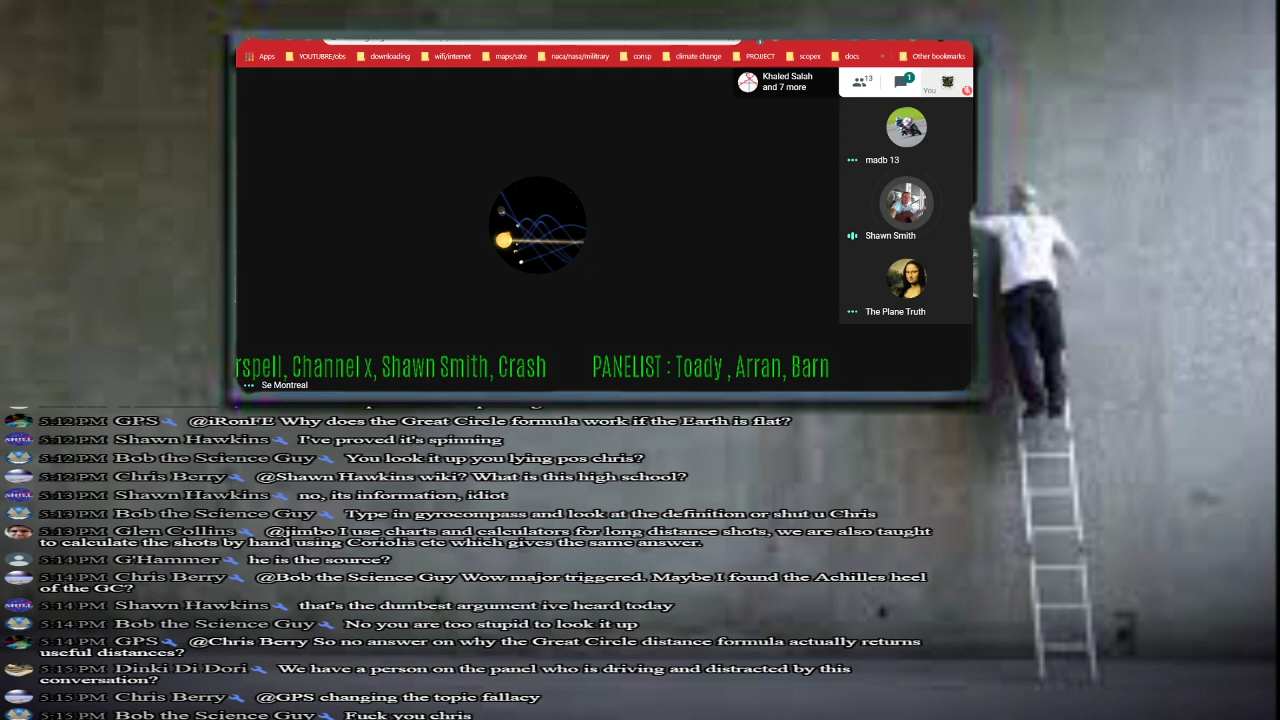 Apps YOUTUBRE/obs downloading wifi/internet maps/sate naca/nasa/militrary consp climate change PROJJECT scopex docs Other bookmarks
Khaled Salah
and 7 more
13
1
You
madb 13
Shawn Smith
The Plane Truth
rspell, Channel x, Shawn Smith, Crash PANELIST : Toady , Arran, Barn
Se Montreal
5:12 PM GPS @iRonFE Why does the Great Circle formula work if the Earth is flat?
5:12 PM Shawn Hawkins I've proved it's spinning
5:12 PM Bob the Science Guy You look it up you lying pos chris?
5:12 PM Chris Berry @Shawn Hawkins wiki? What is this high school?
5:13 PM Shawn Hawkins no, its information, idiot
5:13 PM Bob the Science Guy Type in gyrocompass and look at the definition or shut u Chris
5:13 PM Glen Collins @jimbo I use charts and calculators for long distance shots, we are also taught
to calculate the shots by hand using Coriolis etc which gives the same answer.
5:14 PM G'Hammer he is the source?
5:14 PM Chris Berry @Bob the Science Guy Wow major triggered. Maybe I found the Achilles heel
of the GC?
5:14 PM Shawn Hawkins that's the dumbest argument ive heard today
5:14 PM Bob the Science Guy No you are too stupid to look it up
5:14 PM GPS @Chris Berry So no answer on why the Great Circle distance formula actually returns
useful distances?
5:15 PM Dinki Di Dori We have a person on the panel who is driving and distracted by this
conversation?
5:15 PM Chris Berry @GPS changing the topic fallacy
5:15 PM Bob the Science Guy Fuck you chris